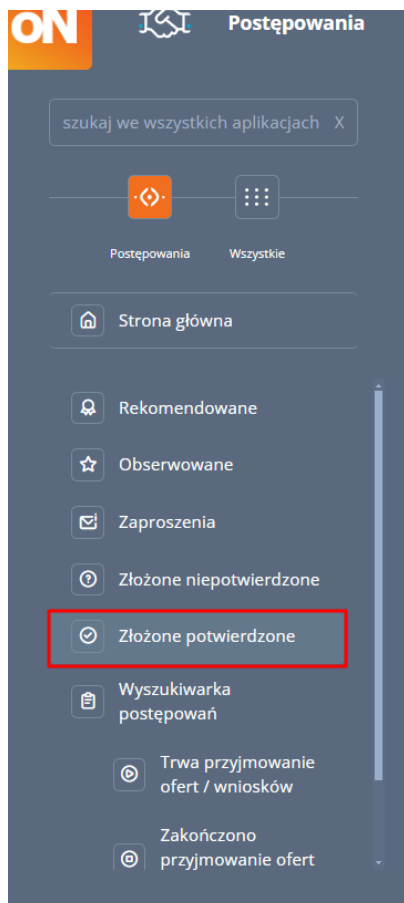 ON
Postępowania
szukaj we wszystkich aplikacjach X
Postępowania
Wszystkie
Strona główna
Rekomendowane
Obserwowane
Zaproszenia
Złożone niepotwierdzone
Złożone potwierdzone
Wyszukiwarka
postępowań
Trwa przyjmowanie
ofert / wniosków
Zakończono
przyjmowanie ofert